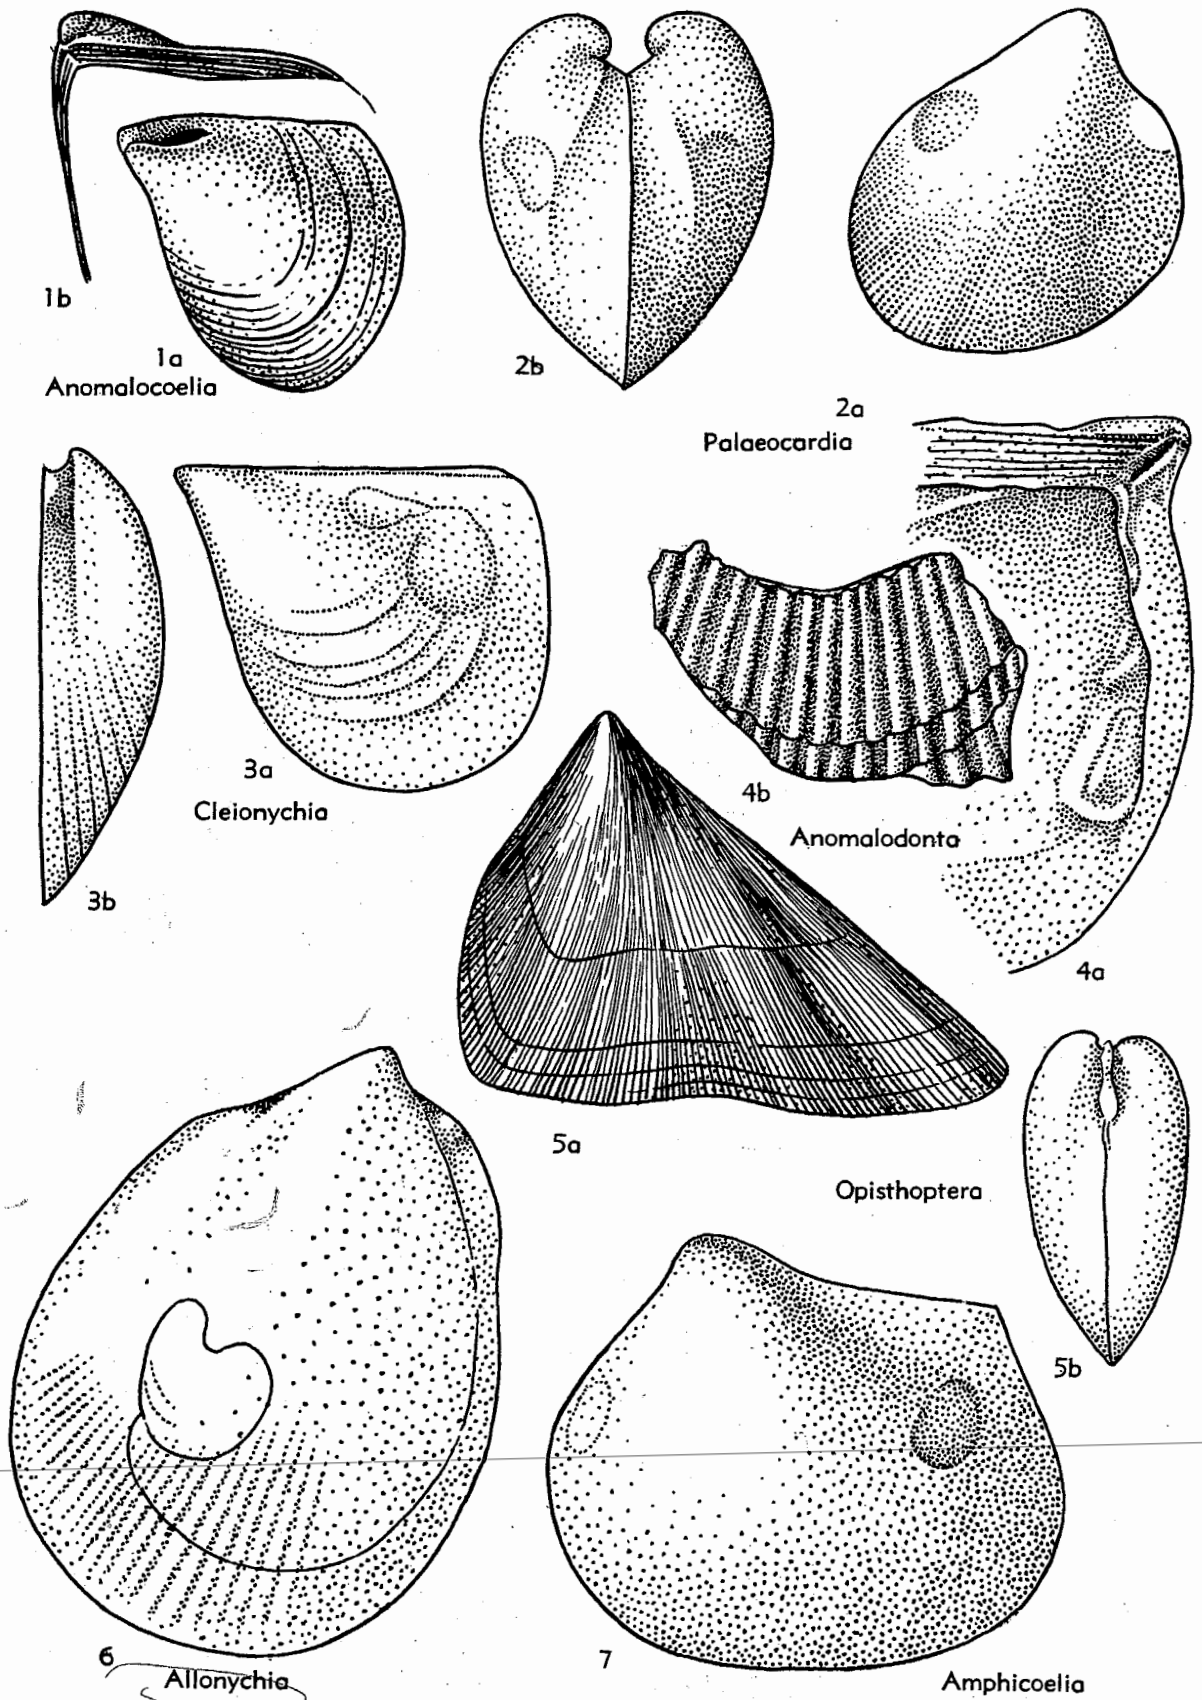 1b
1a
Anomalocoelia
2b
2a
Palaeocardia
3a
Cleionychia
3b
4b
Anomalodonta
4a
5a
Opisthoptera
5b
6
Allonychia
7
Amphicoelia